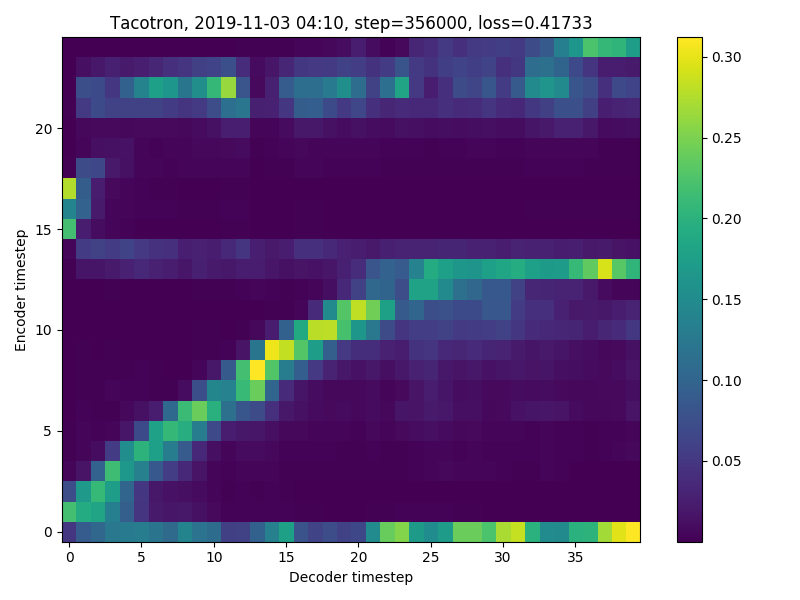 Tacotron, 2019-11-03 04:10, step=356000, loss=0.41733
Encoder timestep
20
15
10
5
0
0 5 10 15 20 25 30 35
Decoder timestep
0.30
0.25
0.20
0.15
0.10
0.05